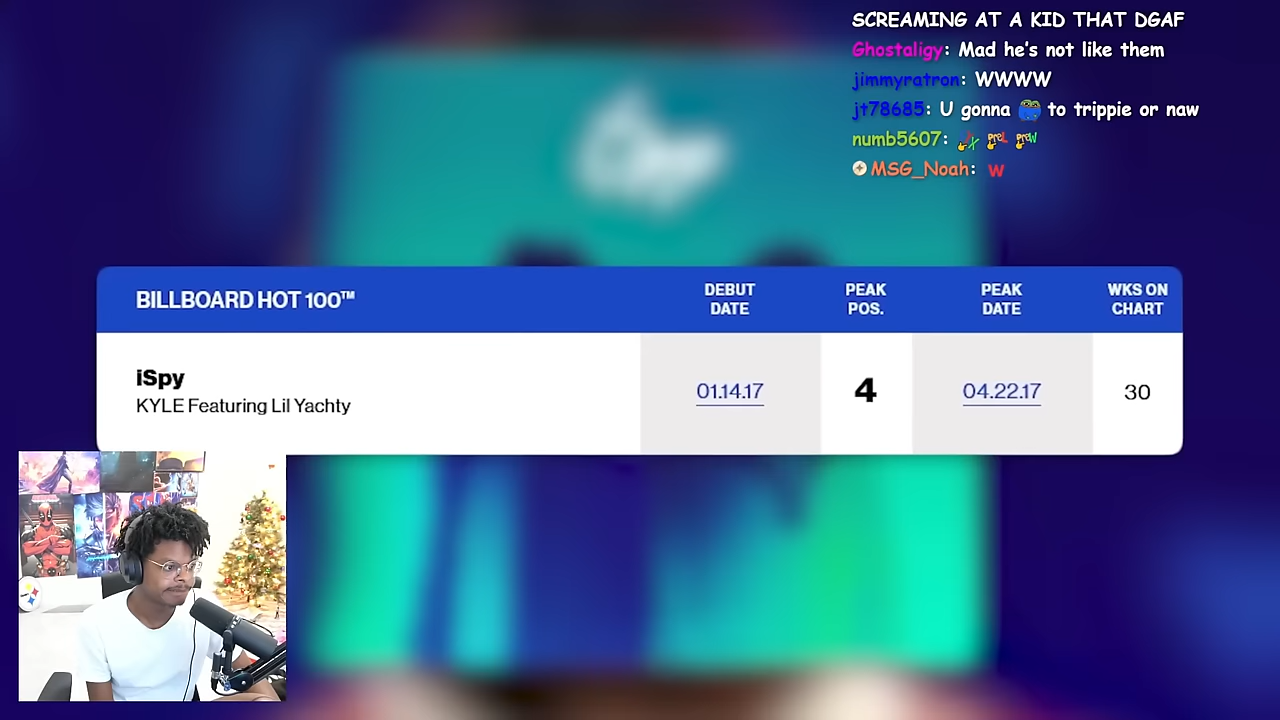 SCREAMING AT A KID THAT DGAF
Ghostaligy: Mad he's not like them
jimmyratron: WWWW
jt78685: U gonna to trippie or naw
numb5607:
MSG_Noah: W
BILLBOARD HOT 100™
DEBUT DATE
PEAK POS.
PEAK DATE
WKS ON CHART
iSpy
KYLE Featuring Lil Yachty
01.14.17
4
04.22.17
30